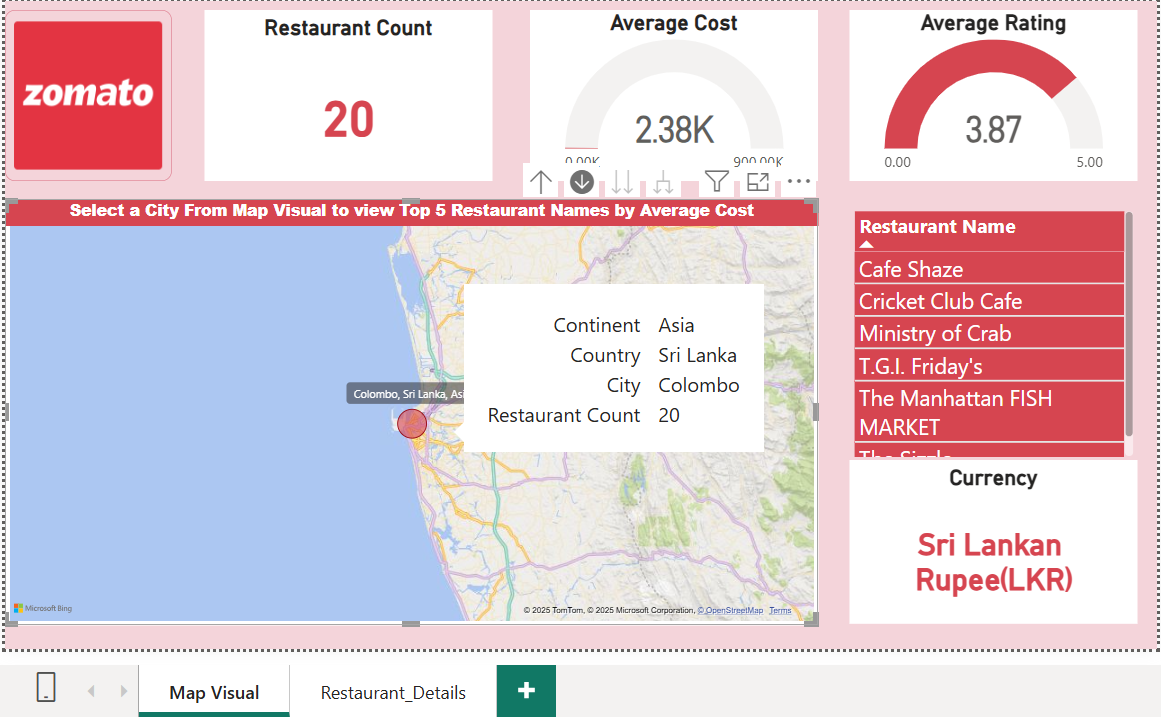 zomato
Restaurant Count
20
Average Cost
2.38K
0.00K
900.00K
Average Rating
3.87
0.00
5.00
Select a City From Map Visual to view Top 5 Restaurant Names by Average Cost
Continent Asia
Country Sri Lanka
City Colombo
Restaurant Count 20
Colombo, Sri Lanka, Asi
Microsoft Bing
© 2025 TomTom, © 2025 Microsoft Corporation, © OpenStreetMap Terms
Restaurant Name
Cafe Shaze
Cricket Club Cafe
Ministry of Crab
T.G.I. Friday's
The Manhattan FISH
MARKET
The Sizzle
Currency
Sri Lankan
Rupee(LKR)
Map Visual
Restaurant_Details
+